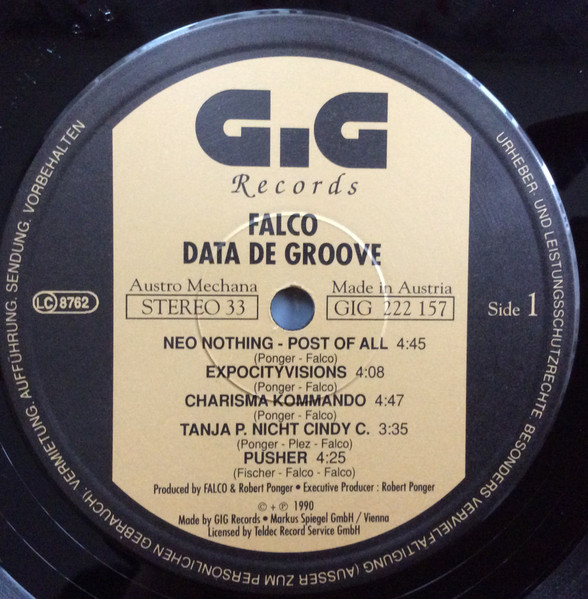 G.I.G
Records
FALCO
DATA DE GROOVE
Austro Mechana
STEREO 33
Made in Austria
GIG 222 157
LC 8762
Side 1
NEO NOTHING - POST OF ALL 4:45
(Ponger - Falco)
EXPOCITYVISIONS 4:08
(Ponger - Falco)
CHARISMA KOMMANDO 4:47
(Ponger - Falco)
TANJA P. NICHT CINDY C. 3:35
(Ponger - Plez - Falco)
PUSHER 4:25
(Fischer - Falco - Falco)
Produced by FALCO & Robert Ponger • Executive Producer : Robert Ponger
© + ℗ 1990
Made by GIG Records • Markus Spiegel GmbH / Vienna
Licensed by Teldec Record Service GmbH
URHEBER- UND LEISTUNGSSCHUTZRECHTE, BESONDERS VERVIELFÄLTIGUNG (AUSSER ZUM PERSÖNLICHEN GEBRAUCH), VERMIETUNG, AUFFÜHRUNG, SENDUNG, VORBEHALTEN